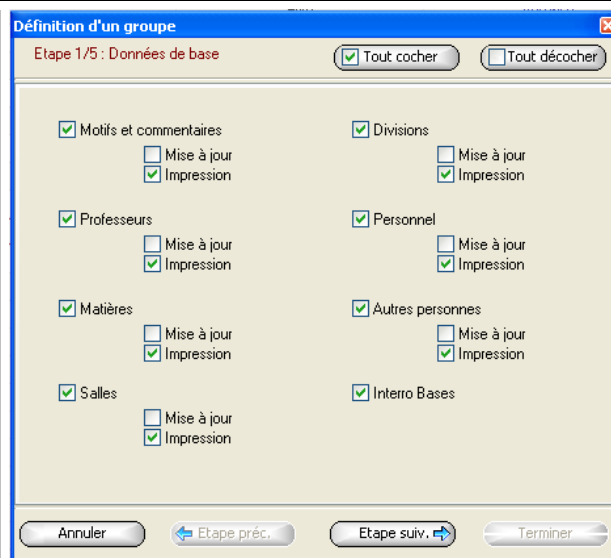 Définition d'un groupe
Etape 1/5 : Données de base
Tout cocher
Tout décocher
Motifs et commentaires
Mise à jour
Impression
Divisions
Mise à jour
Impression
Professeurs
Mise à jour
Impression
Personnel
Mise à jour
Impression
Matières
Mise à jour
Impression
Autres personnes
Mise à jour
Impression
Salles
Mise à jour
Impression
Interro Bases
Annuler
Etape préc.
Etape suiv.
Terminer